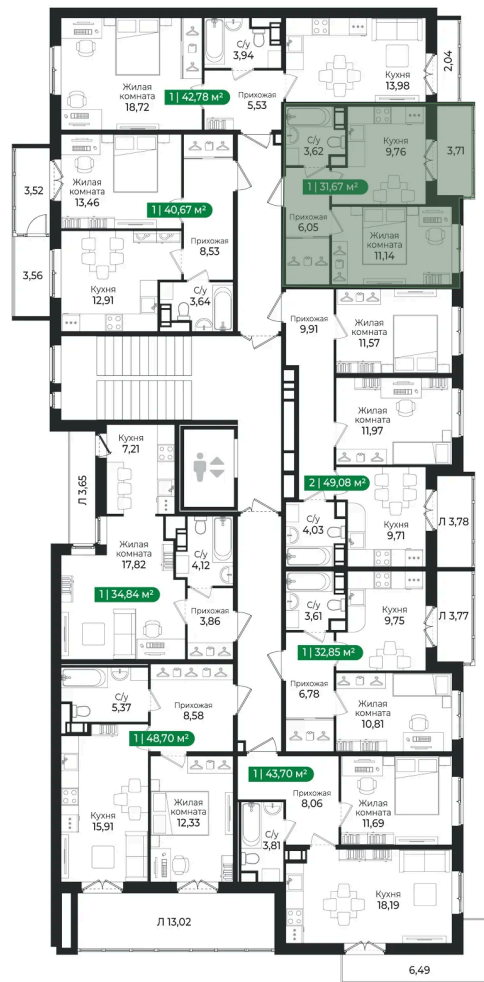 С/у
3,94
Кухня
13,98
2,04
Жилая
комната
18,72
1 | 42,78 м²
Прихожая
5,53
С/у
3,62
Кухня
9,76
3,71
1 | 31,67 м²
6,05
Жилая
комната
11,14
3,52
Жилая
комната
13,46
1 | 40,67 м²
Прихожая
8,53
3,56
Кухня
12,91
С/у
3,64
Прихожая
9,91
Жилая
комната
11,57
Жилая
комната
11,97
2 | 49,08 м²
С/у
4,03
Кухня
9,71
Л 3,78
Кухня
7,21
Л 3,65
Жилая
комната
17,82
С/у
4,12
1 | 34,84 м²
Прихожая
3,86
С/у
3,61
Кухня
9,75
Л 3,77
1 | 32,85 м²
Прихожая
6,78
Жилая
комната
10,81
С/у
5,37
Прихожая
8,58
1 | 48,70 м²
Кухня
15,91
Жилая
комната
12,33
1 | 43,70 м²
Прихожая
8,06
Жилая
комната
11,69
С/у
3,81
Кухня
18,19
Л 13,02
6,49